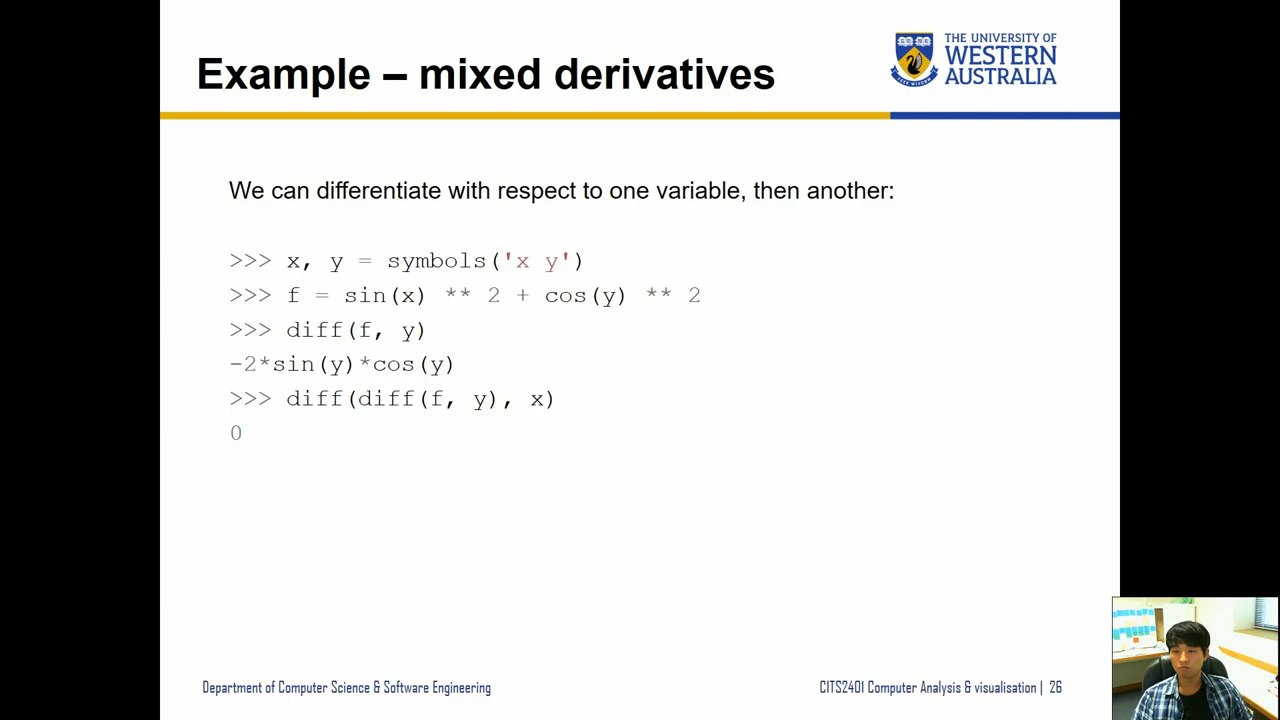 THE UNIVERSITY OF
WESTERN
AUSTRALIA
Example – mixed derivatives
We can differentiate with respect to one variable, then another:
>>> x, y = symbols('x y')
>>> f = sin(x) ** 2 + cos(y) ** 2
>>> diff(f, y)
-2*sin(y)*cos(y)
>>> diff(diff(f, y), x)
0
Department of Computer Science & Software Engineering
CITS2401 Computer Analysis & visualisation | 26